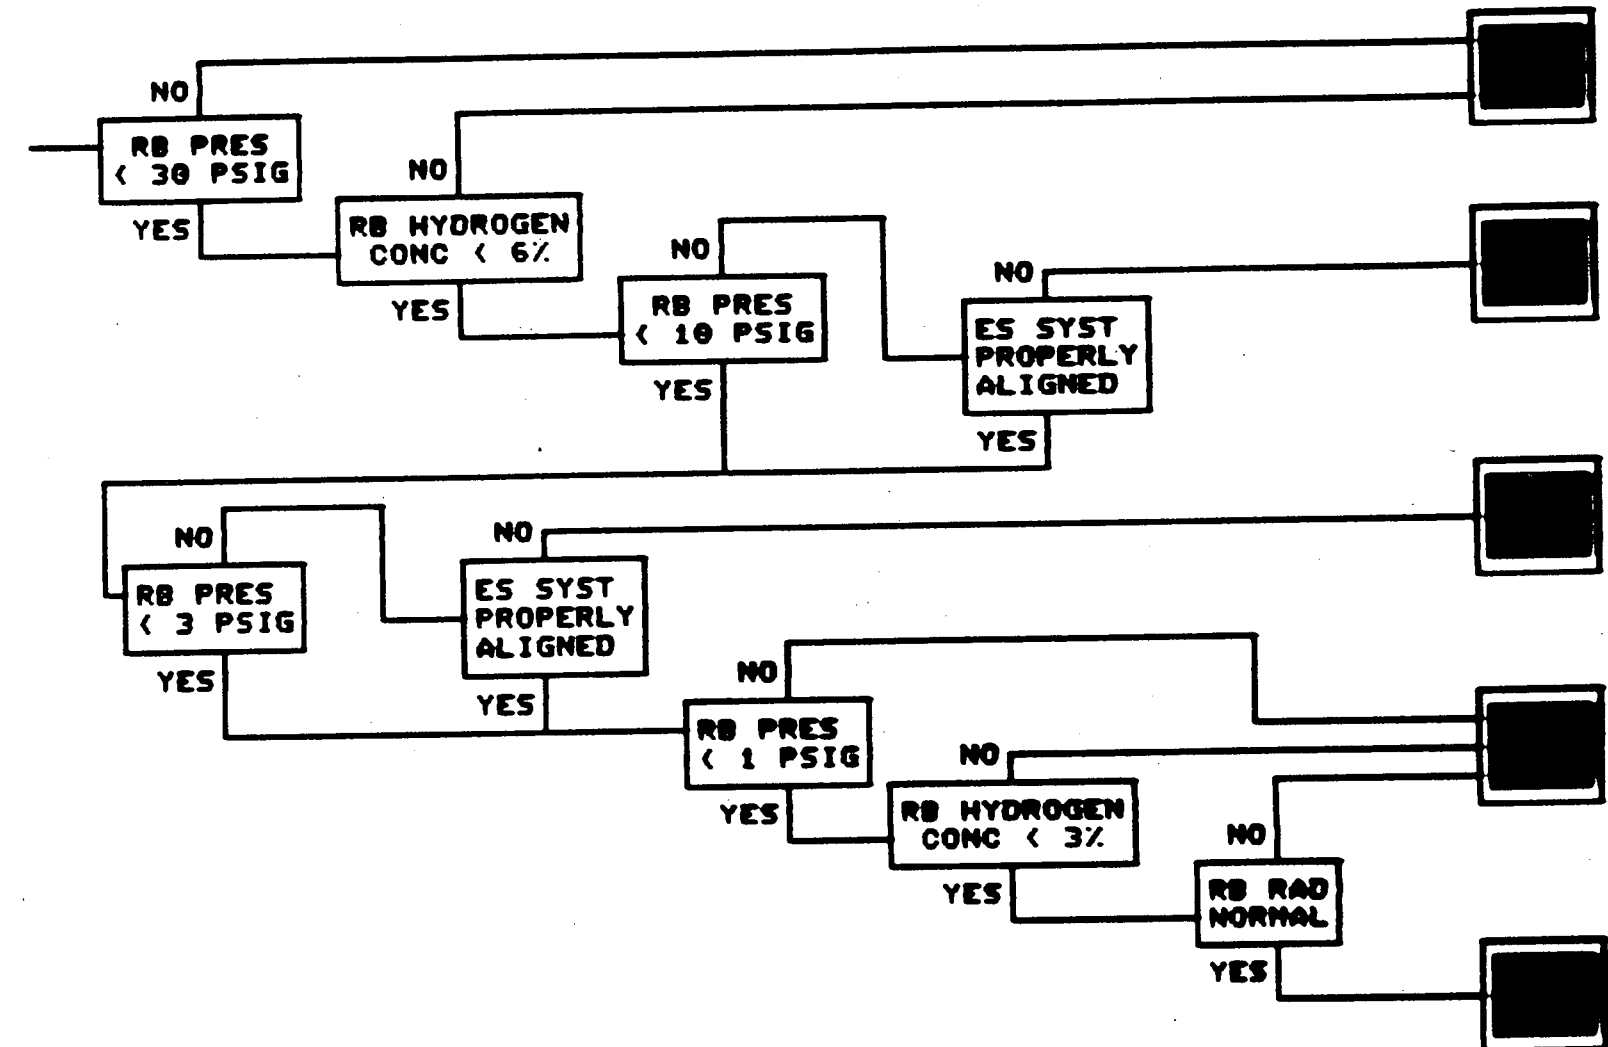 NO
RB PRES
< 30 PSIG
YES
NO
RB HYDROGEN
CONC < 6%
YES
NO
RB PRES
< 10 PSIG
YES
NO
ES SYST
PROPERLY
ALIGNED
YES
NO
RB PRES
< 3 PSIG
YES
NO
ES SYST
PROPERLY
ALIGNED
YES
NO
RB PRES
< 1 PSIG
YES
NO
RB HYDROGEN
CONC < 3%
YES
NO
RB RAD
NORMAL
YES